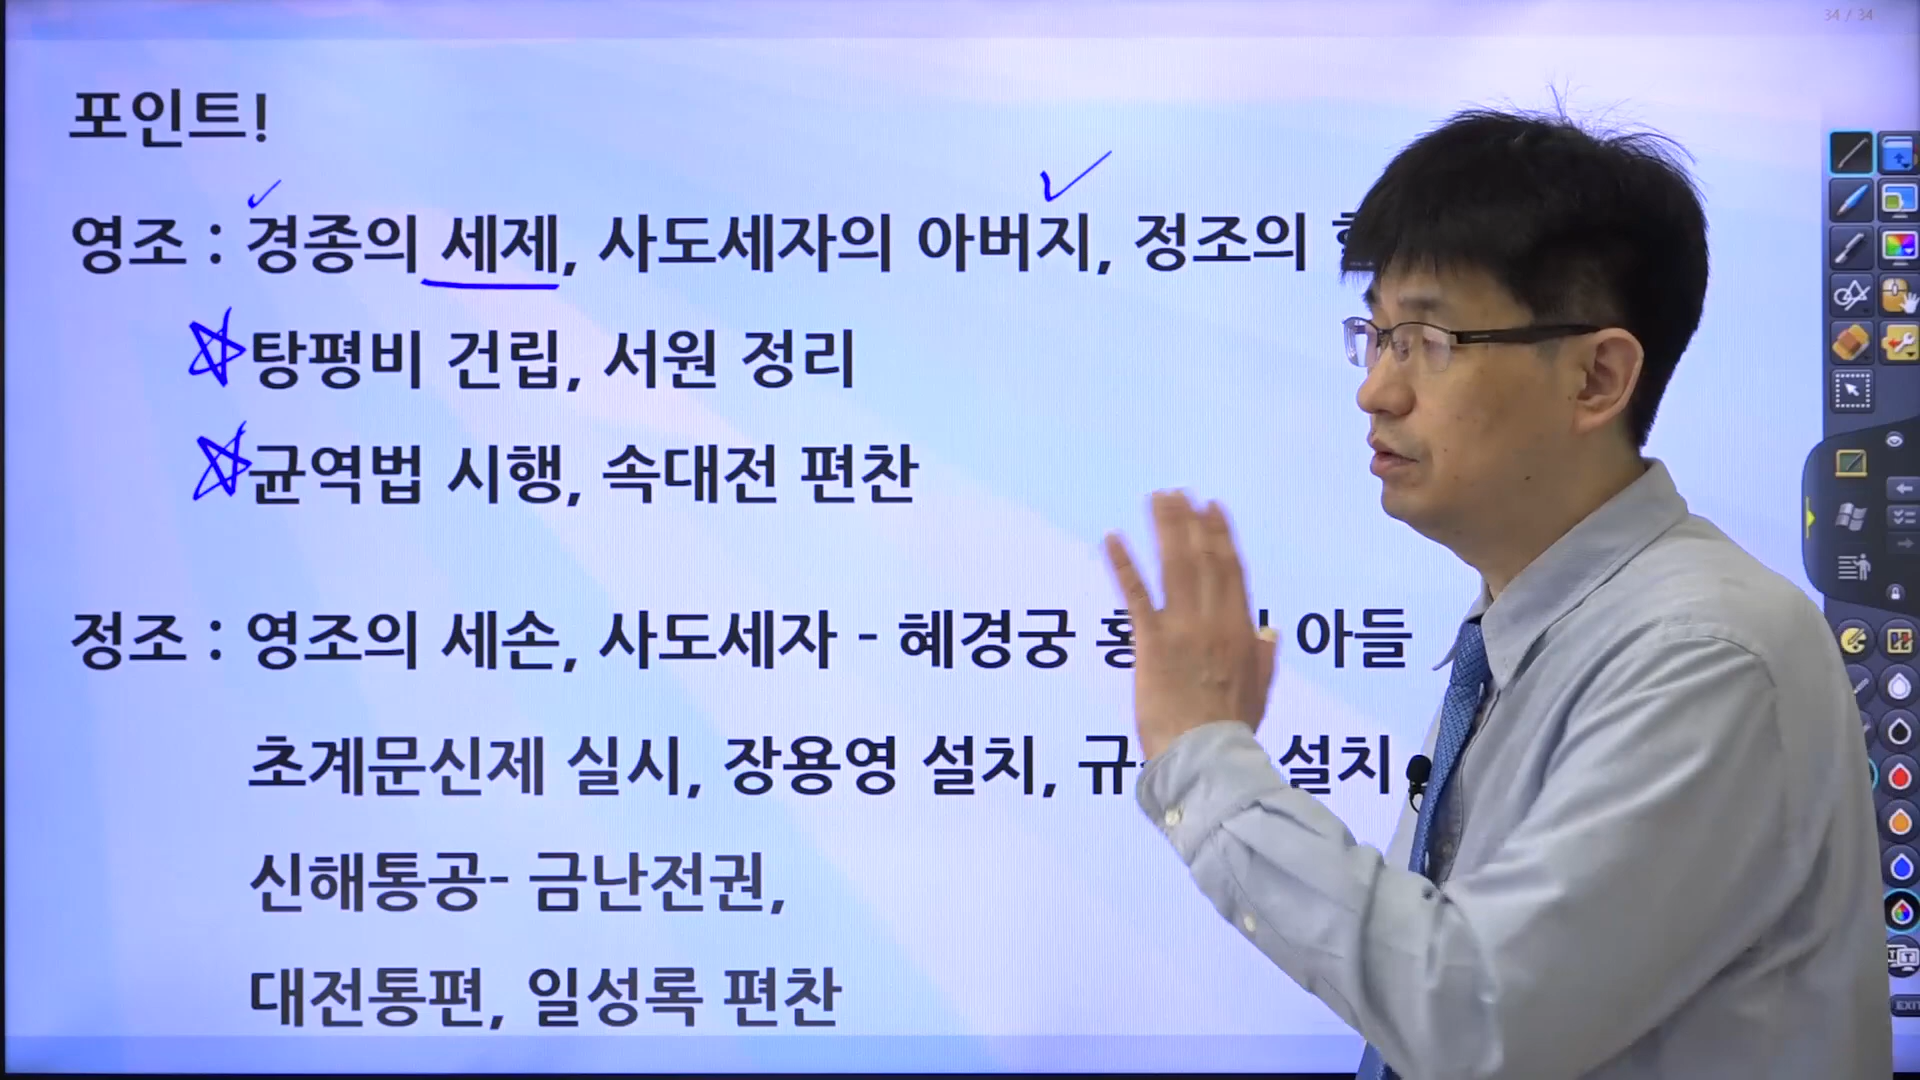 34 / 34
포인트!
영조 : 경종의 세제, 사도세자의 아버지, 정조의
탕평비 건립, 서원 정리
균역법 시행, 속대전 편찬
정조 : 영조의 세손, 사도세자 - 혜경궁 아들
초계문신제 실시, 장용영 설치, 설치
신해통공- 금난전권,
대전통편, 일성록 편찬
EXIT